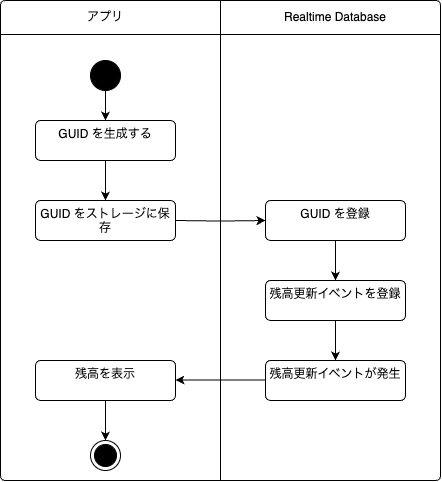 アプリ
Realtime Database
GUID を生成する
GUID をストレージに保
存
GUID を登録
残高更新イベントを登録
残高を表示
残高更新イベントが発生